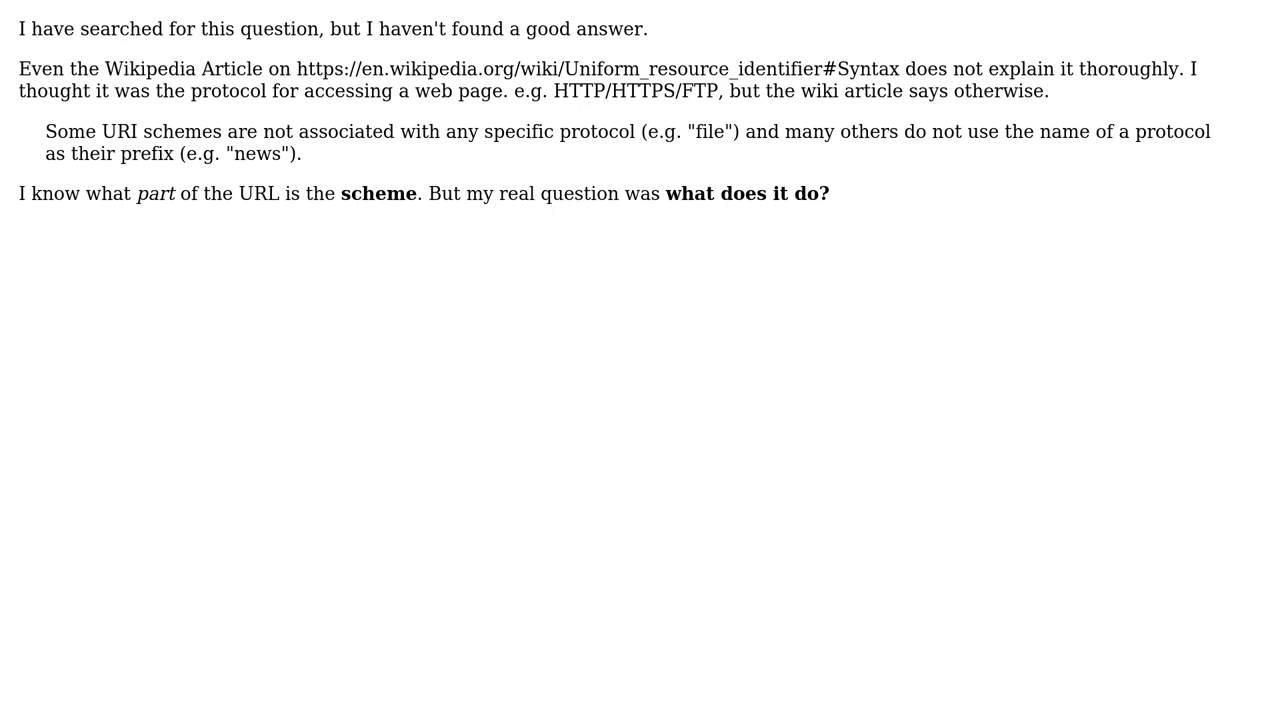 I have searched for this question, but I haven't found a good answer.
Even the Wikipedia Article on https://en.wikipedia.org/wiki/Uniform_resource_identifier#Syntax does not explain it thoroughly. I
thought it was the protocol for accessing a web page. e.g. HTTP/HTTPS/FTP, but the wiki article says otherwise.
Some URI schemes are not associated with any specific protocol (e.g. "file") and many others do not use the name of a protocol
as their prefix (e.g. "news").
I know what part of the URL is the scheme. But my real question was what does it do?